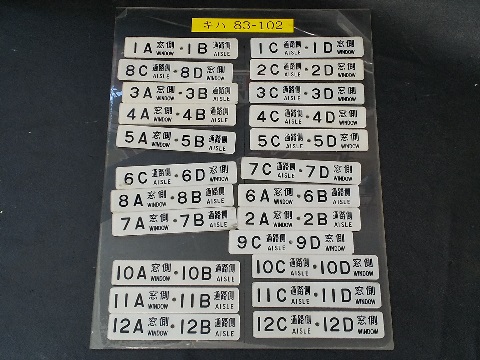 キハ 83-102
1A 窓側 WINDOW・1B 通路側 AISLE
1C 通路側 AISLE・1D 窓側 WINDOW
8C 通路側 AISLE・8D 窓側 WINDOW
2C 通路側 AISLE・2D 窓側 WINDOW
3A 窓側 WINDOW・3B 通路側 AISLE
3C 通路側 AISLE・3D 窓側 WINDOW
4A 窓側 WINDOW・4B 通路側 AISLE
4C 通路側 AISLE・4D 窓側 WINDOW
5A 窓側 WINDOW・5B 通路側 AISLE
5C 通路側 AISLE・5D 窓側 WINDOW
6C 通路側 AISLE・6D 窓側 WINDOW
7C 通路側 AISLE・7D 窓側 WINDOW
8A 窓側 WINDOW・8B 通路側 AISLE
6A 窓側 WINDOW・6B 通路側 AISLE
7A 窓側 WINDOW・7B 通路側 AISLE
2A 窓側 WINDOW・2B 通路側 AISLE
9C 通路側 AISLE・9D 窓側 WINDOW
10A 窓側 WINDOW・10B 通路側 AISLE
10C 通路側 AISLE・10D 窓側 WINDOW
11A 窓側 WINDOW・11B 通路側 AISLE
11C 通路側 AISLE・11D 窓側 WINDOW
12A 窓側 WINDOW・12B 通路側 AISLE
12C 通路側 AISLE・12D 窓側 WINDOW